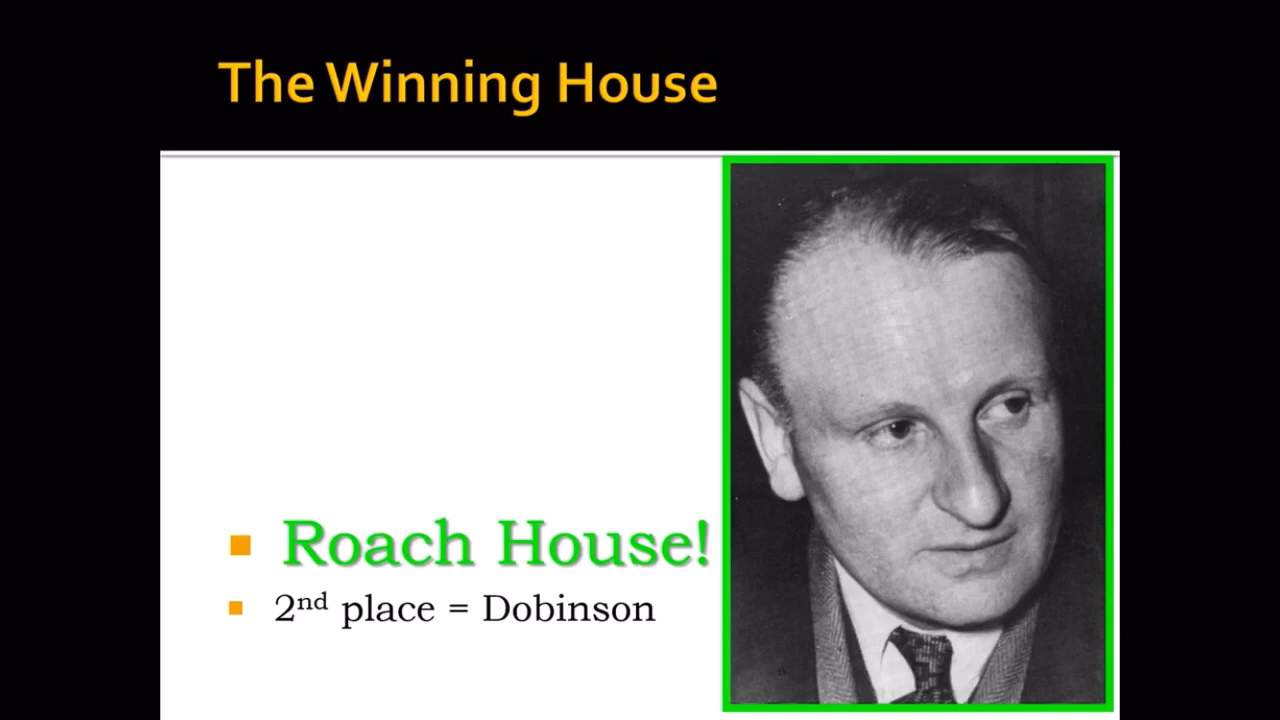 The Winning House
Roach House!
2nd place = Dobinson